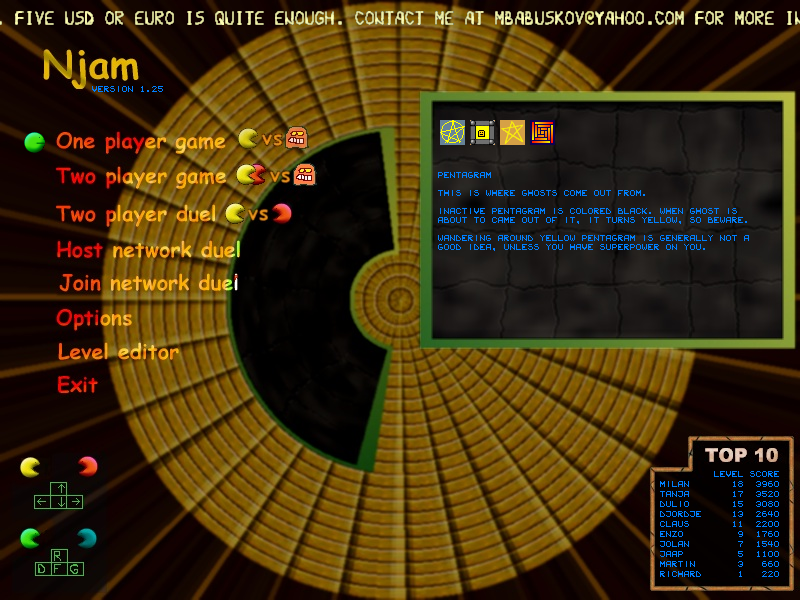 . FIVE USD OR EURO IS QUITE ENOUGH. CONTACT ME AT MBABUSKOV@YAHOO.COM FOR MORE IN
Njam
VERSION 1.25
One player game vs
Two player game vs
Two player duel vs
Host network duel
Join network duel
Options
Level editor
Exit
PENTAGRAM
THIS IS WHERE GHOSTS COME OUT FROM.
INACTIVE PENTAGRAM IS COLORED BLACK. WHEN GHOST IS
ABOUT TO CAME OUT OF IT, IT TURNS YELLOW, SO BEWARE.
WANDERING AROUND YELLOW PENTAGRAM IS GENERALLY NOT A
GOOD IDEA, UNLESS YOU HAVE SUPERPOWER ON YOU.
R
D F G
TOP 10
LEVEL SCORE
MILAN 18 9960
TANJA 17 9520
DULIO 15 9080
DJORDJE 13 2640
CLAUS 11 2200
ENZO 9 1760
JOLAN 7 1540
JAAP 5 1100
MARTIN 3 660
RICHARD 1 220